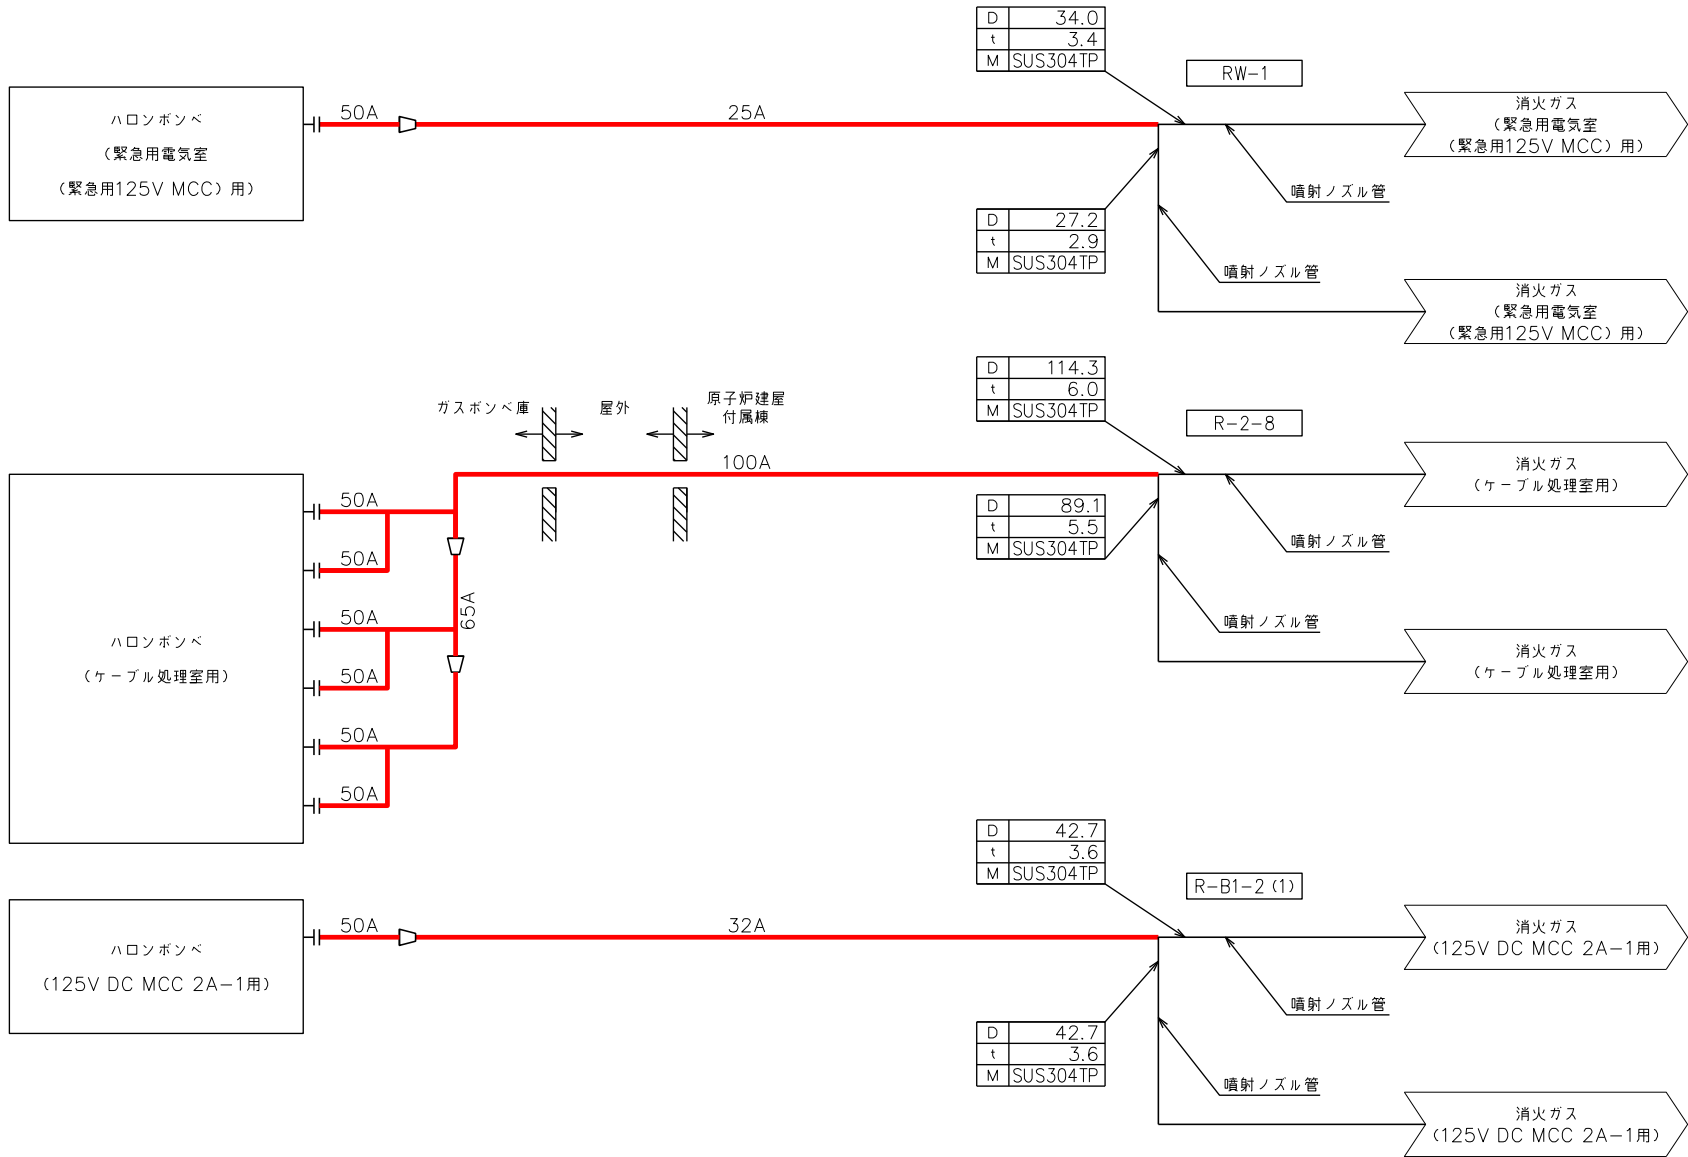 D 34.0
t 3.4
M SUS304TP
RW-1
ハロンボンベ
(緊急用電気室
(緊急用125V MCC) 用)
50A
25A
消火ガス
(緊急用電気室
(緊急用125V MCC) 用)
噴射ノズル管
D 27.2
t 2.9
M SUS304TP
噴射ノズル管
消火ガス
(緊急用電気室
(緊急用125V MCC) 用)
D 114.3
t 6.0
M SUS304TP
R-2-8
ガスボンベ庫
屋外
原子炉建屋
付属棟
100A
消火ガス
(ケーブル処理室用)
50A
50A
50A
50A
50A
50A
65A
ハロンボンベ
(ケーブル処理室用)
D 89.1
t 5.5
M SUS304TP
噴射ノズル管
噴射ノズル管
消火ガス
(ケーブル処理室用)
D 42.7
t 3.6
M SUS304TP
R-B1-2 (1)
ハロンボンベ
(125V DC MCC 2A-1用)
50A
32A
消火ガス
(125V DC MCC 2A-1用)
噴射ノズル管
D 42.7
t 3.6
M SUS304TP
噴射ノズル管
消火ガス
(125V DC MCC 2A-1用)